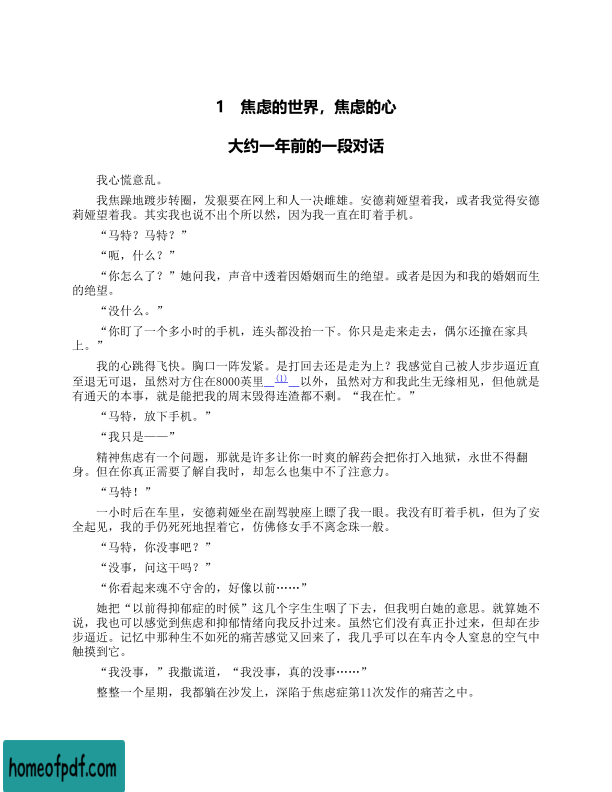 1 焦虑的世界，焦虑的心
大约一年前的一段对话
我心慌意乱。
我焦躁地踱步转圈，发狠要在网上和人一决雌雄。安德莉娅望着我，或者我觉得安德
莉娅望着我。其实我也说不出个所以然，因为我一直在盯着手机。
“马特？马特？”
“呃，什么？”
“你怎么了？”她问我，声音中透着因婚姻而生的绝望。或者是因为和我的婚姻而生
的绝望。
“没什么。”
“你盯了一个多小时的手机，连头都没抬一下。你只是走来走去，偶尔还撞在家具
上。”
我的心跳得飞快。胸口一阵发紧。是打回去还是走为上？我感觉自己被人步步逼近直
至退无可退，虽然对方住在8000英里 (1) 以外，虽然对方和我此生无缘相见，但他就是
有通天的本事，就是能把我的周末毁得连渣都不剩。“我在忙。”
“马特，放下手机。”
“我只是——”
精神焦虑有一个问题，那就是许多让你一时爽的解药会把你打入地狱，永世不得翻
身。但在你真正需要了解自我时，却怎么也集中不了注意力。
“马特！”
一小时后在车里，安德莉娅坐在副驾驶座上瞟了我一眼。我没有盯着手机，但为了安
全起见，我的手仍死死地捏着它，仿佛修女手不离念珠一般。
“马特，你没事吧？”
“没事，问这干吗？”
“你看起来魂不守舍的，好像以前……”
她把“以前得抑郁症的时候”这几个字生生咽了下去，但我明白她的意思。就算她不
说，我也可以感觉到焦虑和抑郁情绪向我反扑过来。虽然它们没有真正扑过来，但却在步
步逼近。记忆中那种生不如死的痛苦感觉又回来了，我几乎可以在车内令人窒息的空气中
触摸到它。
“我没事，”我撒谎道，“我没事，真的没事……”
整整一个星期，我都躺在沙发上，深陷于焦虑症第11次发作的痛苦之中。
homeofpdf.com